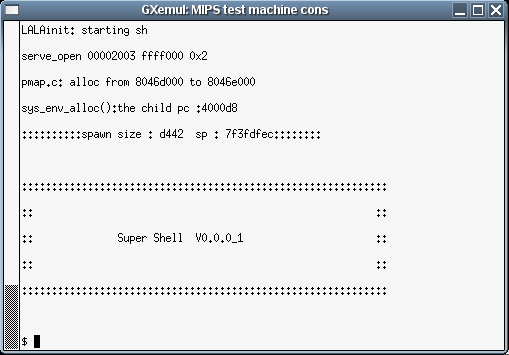 GXemul: MIPS test machine cons
LALAinit: starting sh
serve_open 00002003 ffff000 0x2
pmap.c: alloc from 8046d000 to 8046e000
sys_env_alloc():the child pc :4000d8
::::::::::spawn size : d442  sp : 7f3fdfec::::::::
:::::::::::::::::::::::::::::::::::::::::::::::::::::::::::::
::                                                         ::
::              Super Shell  V0.0.0_1                      ::
::                                                         ::
:::::::::::::::::::::::::::::::::::::::::::::::::::::::::::::
$